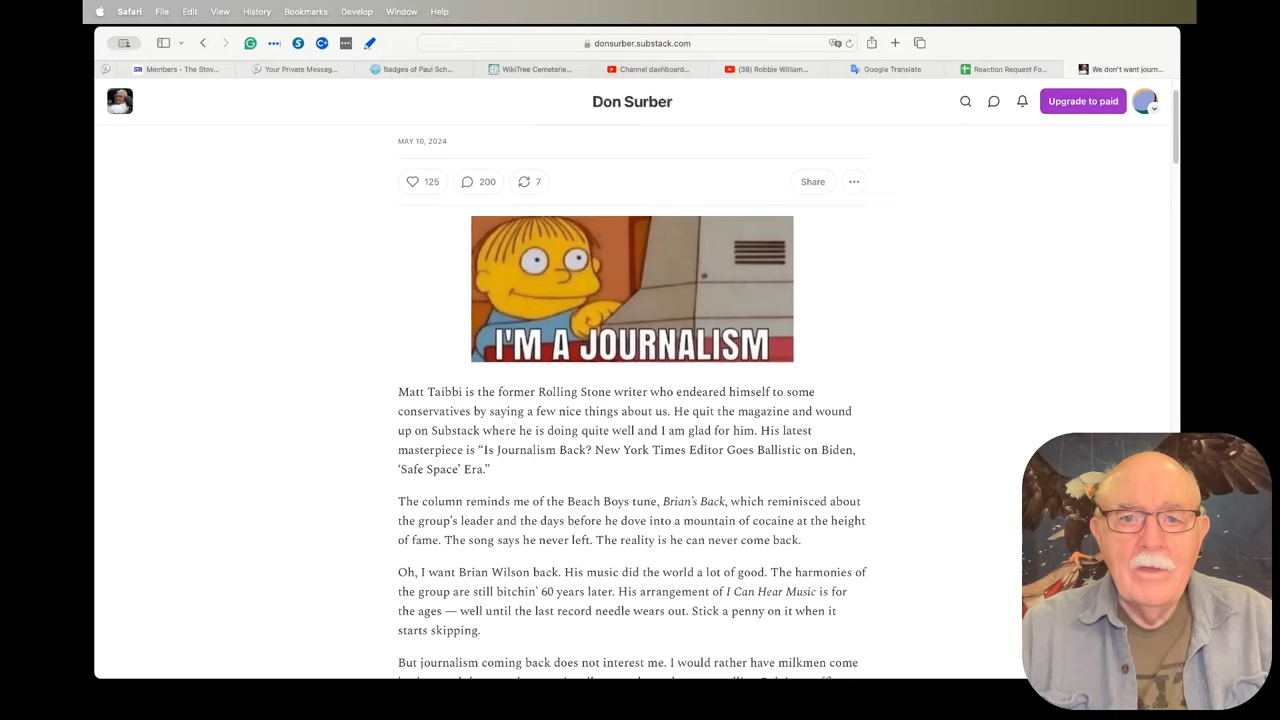 Safari File Edit View History Bookmarks Develop Window Help
donsurber.substack.com
SB Members - The Stov... Your Private Messag... Badges of Paul Sch... WikiTree Cemeterie... Channel dashboard... (38) Robbie William... Google Translate Reaction Request Fo... We don't want journ...
Don Surber
Upgrade to paid
MAY 10, 2024
125 200 7 Share
I'M A JOURNALISM
Matt Taibbi is the former Rolling Stone writer who endeared himself to some
conservatives by saying a few nice things about us. He quit the magazine and wound
up on Substack where he is doing quite well and I am glad for him. His latest
masterpiece is “Is Journalism Back? New York Times Editor Goes Ballistic on Biden,
‘Safe Space’ Era.”
The column reminds me of the Beach Boys tune, Brian’s Back, which reminisced about
the group’s leader and the days before he dove into a mountain of cocaine at the height
of fame. The song says he never left. The reality is he can never come back.
Oh, I want Brian Wilson back. His music did the world a lot of good. The harmonies of
the group are still bitchin’ 60 years later. His arrangement of I Can Hear Music is for
the ages — well until the last record needle wears out. Stick a penny on it when it
starts skipping.
But journalism coming back does not interest me. I would rather have milkmen come